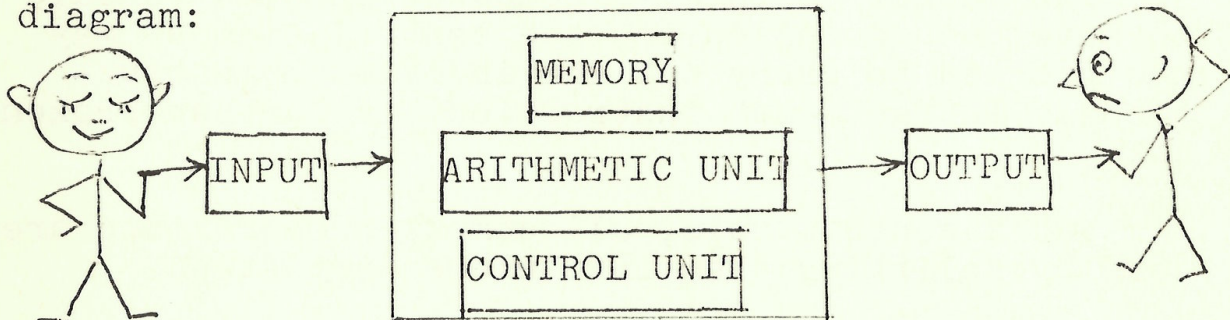 diagram:
MEMORY
INPUT
ARITHMETIC UNIT
OUTPUT
CONTROL UNIT